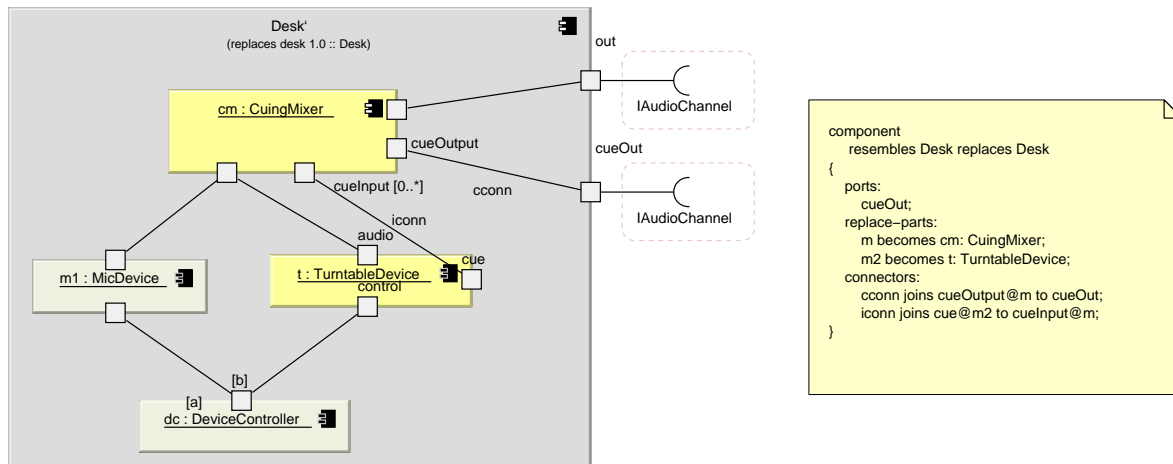 Desk‘
(replaces desk 1.0 :: Desk)
out
IAudioChannel
cm : CuingMixer
cueOutput
cueOut
cueInput [0..*]
cconn
IAudioChannel
iconn
audio
cue
m1 : MicDevice
t : TurntableDevice
control
[b]
[a]
dc : DeviceController
component
resembles Desk replaces Desk
{
ports:
cueOut;
replace−parts:
m becomes cm: CuingMixer;
m2 becomes t: TurntableDevice;
connectors:
cconn joins cueOutput@m to cueOut;
iconn joins cue@m2 to cueInput@m;
}